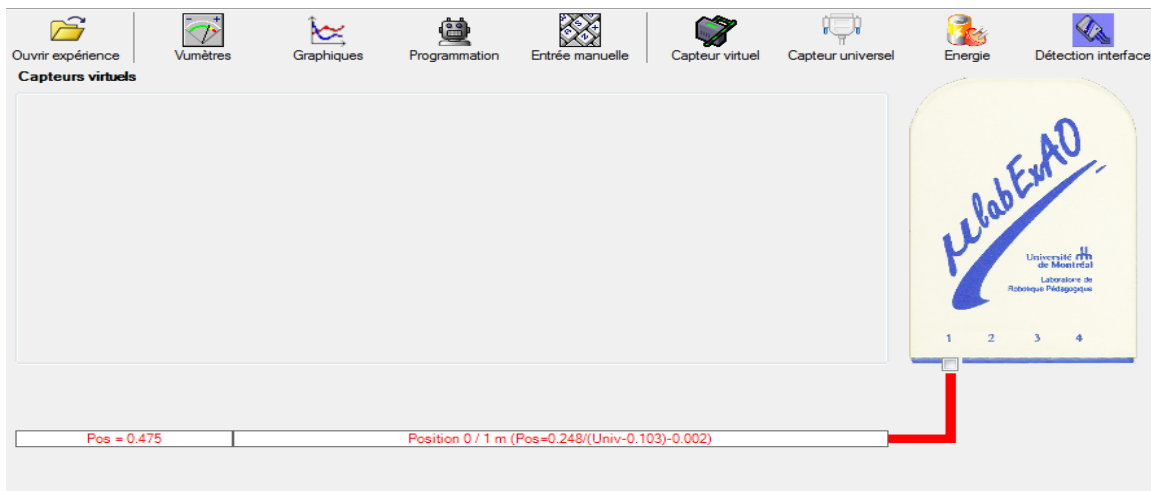 Ouvrir expérience
Vumètres
Graphiques
Programmation
Entrée manuelle
Capteur virtuel
Capteur universel
Energie
Détection interface
Capteurs virtuels
µlabExAO
Université
de Montréal
Laboratoire de
Robotique Pédagogique
1 2 3 4
Pos = 0.475
Position 0 / 1 m (Pos=0.248/(Univ-0.103)-0.002)